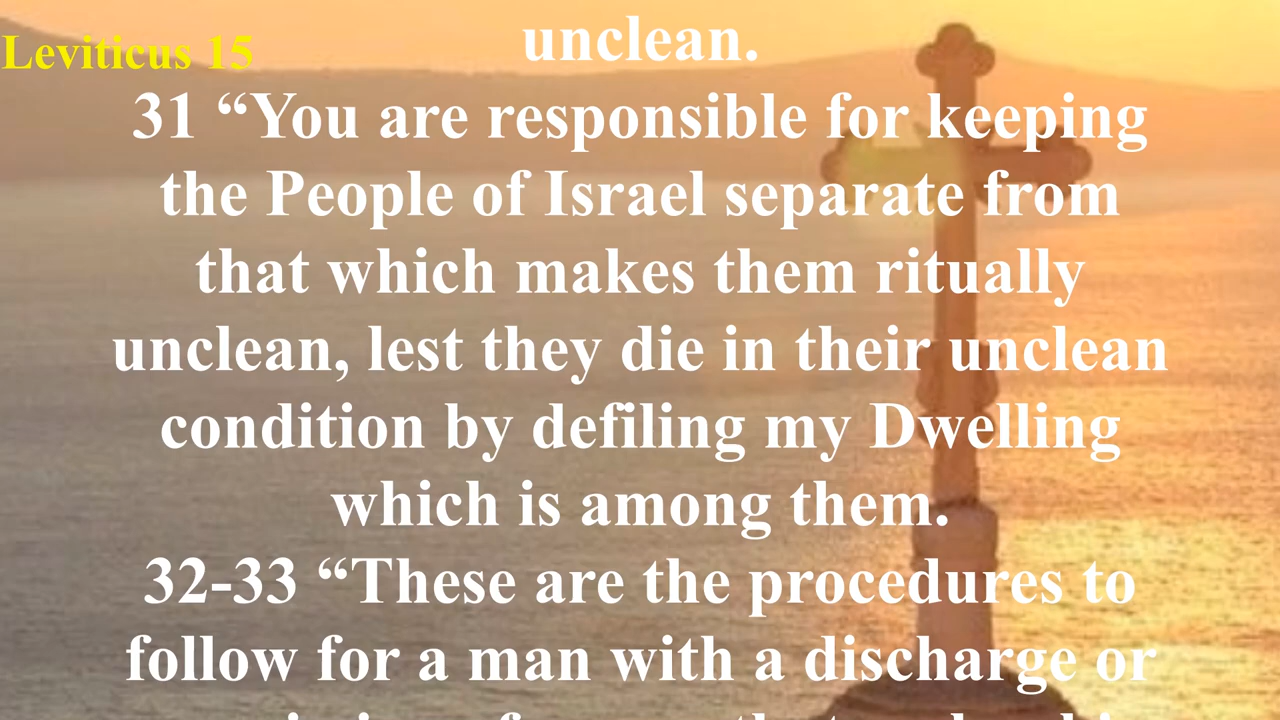 Leviticus 15
unclean.
31 “You are responsible for keeping
the People of Israel separate from
that which makes them ritually
unclean, lest they die in their unclean
condition by defiling my Dwelling
which is among them.
32-33 “These are the procedures to
follow for a man with a discharge or